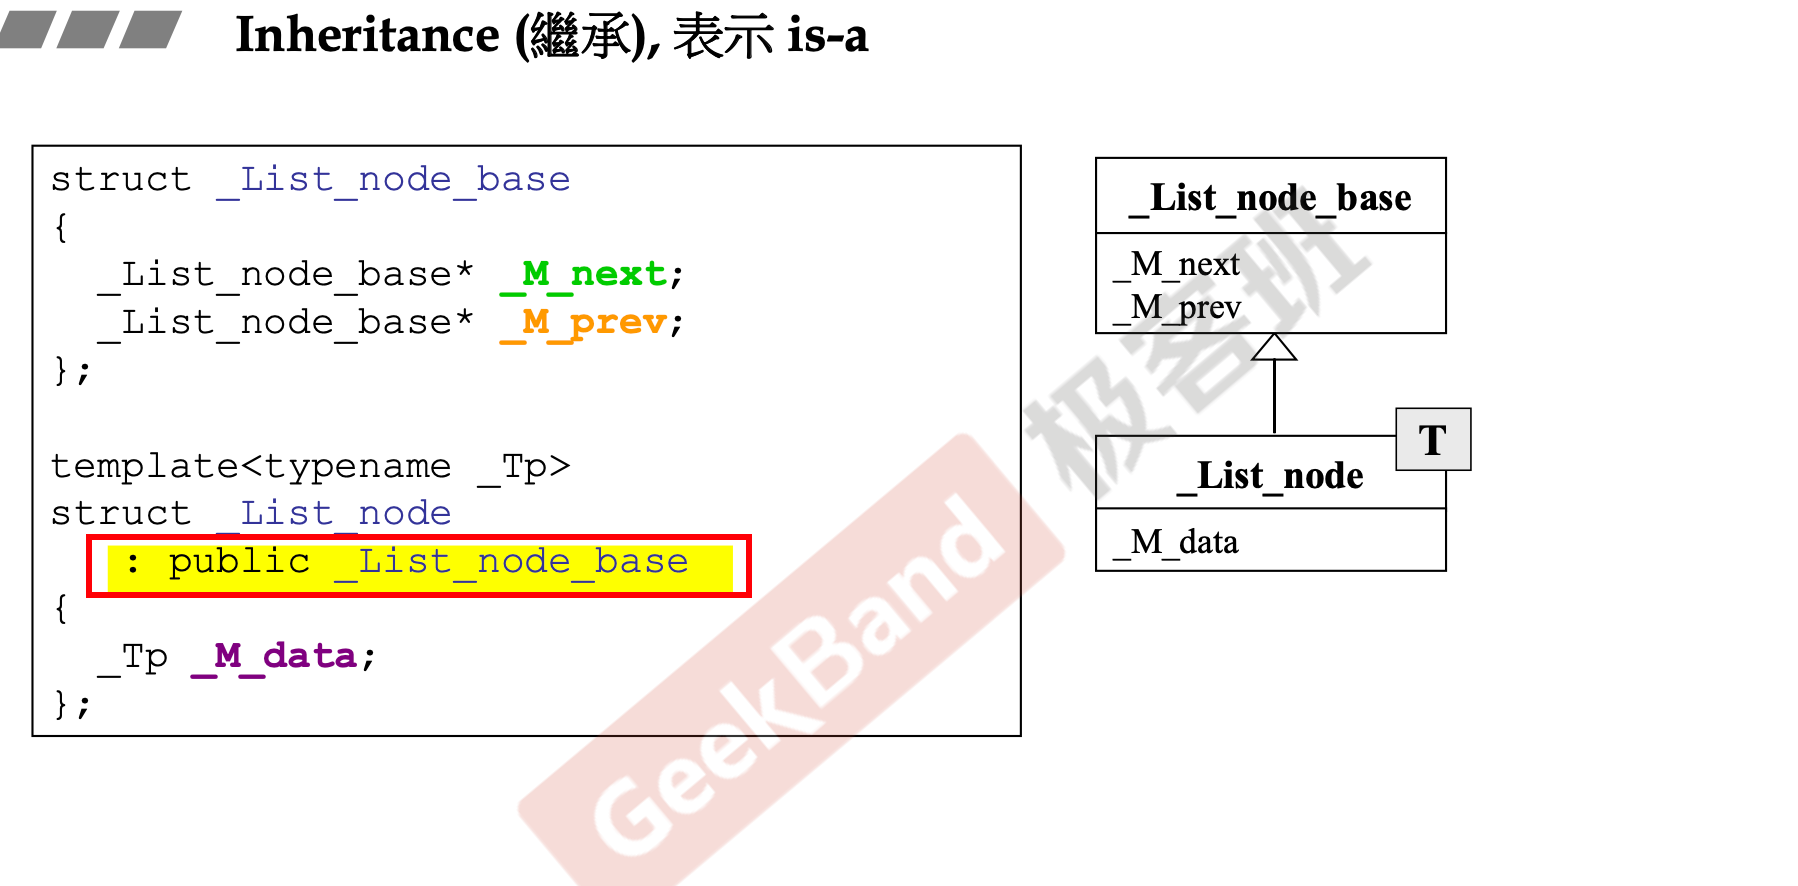 Inheritance (繼承), 表示 is-a
struct _List_node_base
{
_List_node_base* _M_next;
_List_node_base* _M_prev;
};
template<typename _Tp>
struct _List_node
: public _List_node_base
{
_Tp _M_data;
};
_List_node_base
_M_next
_M_prev
T
_List_node
_M_data
GeekBand 极客班